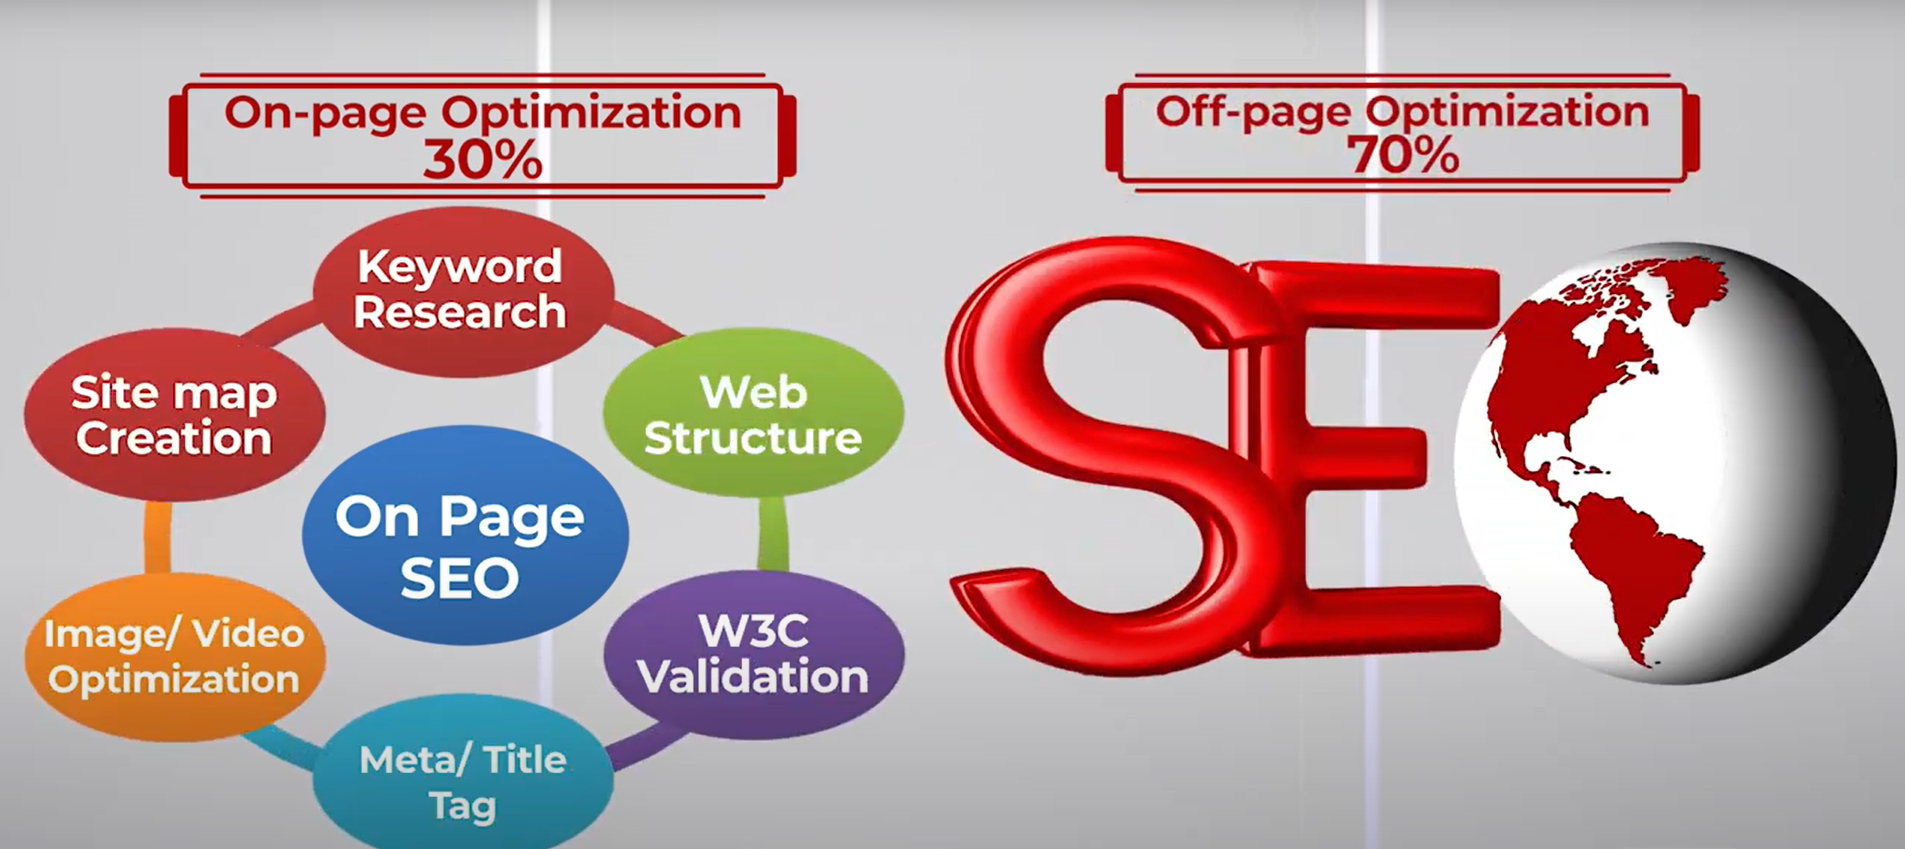 On-page Optimization
30%
Off-page Optimization
70%
Keyword
Research
Site map
Creation
Web
Structure
On Page
SEO
Image/ Video
Optimization
W3C
Validation
Meta/ Title
Tag
SEO